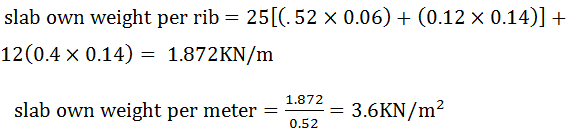 slab own weight per rib = 25[(. 52 × 0.06) + (0.12 × 0.14)] +
12(0.4 × 0.14) = 1.872KN/m
slab own weight per meter = 1.872/0.52 = 3.6KN/m²